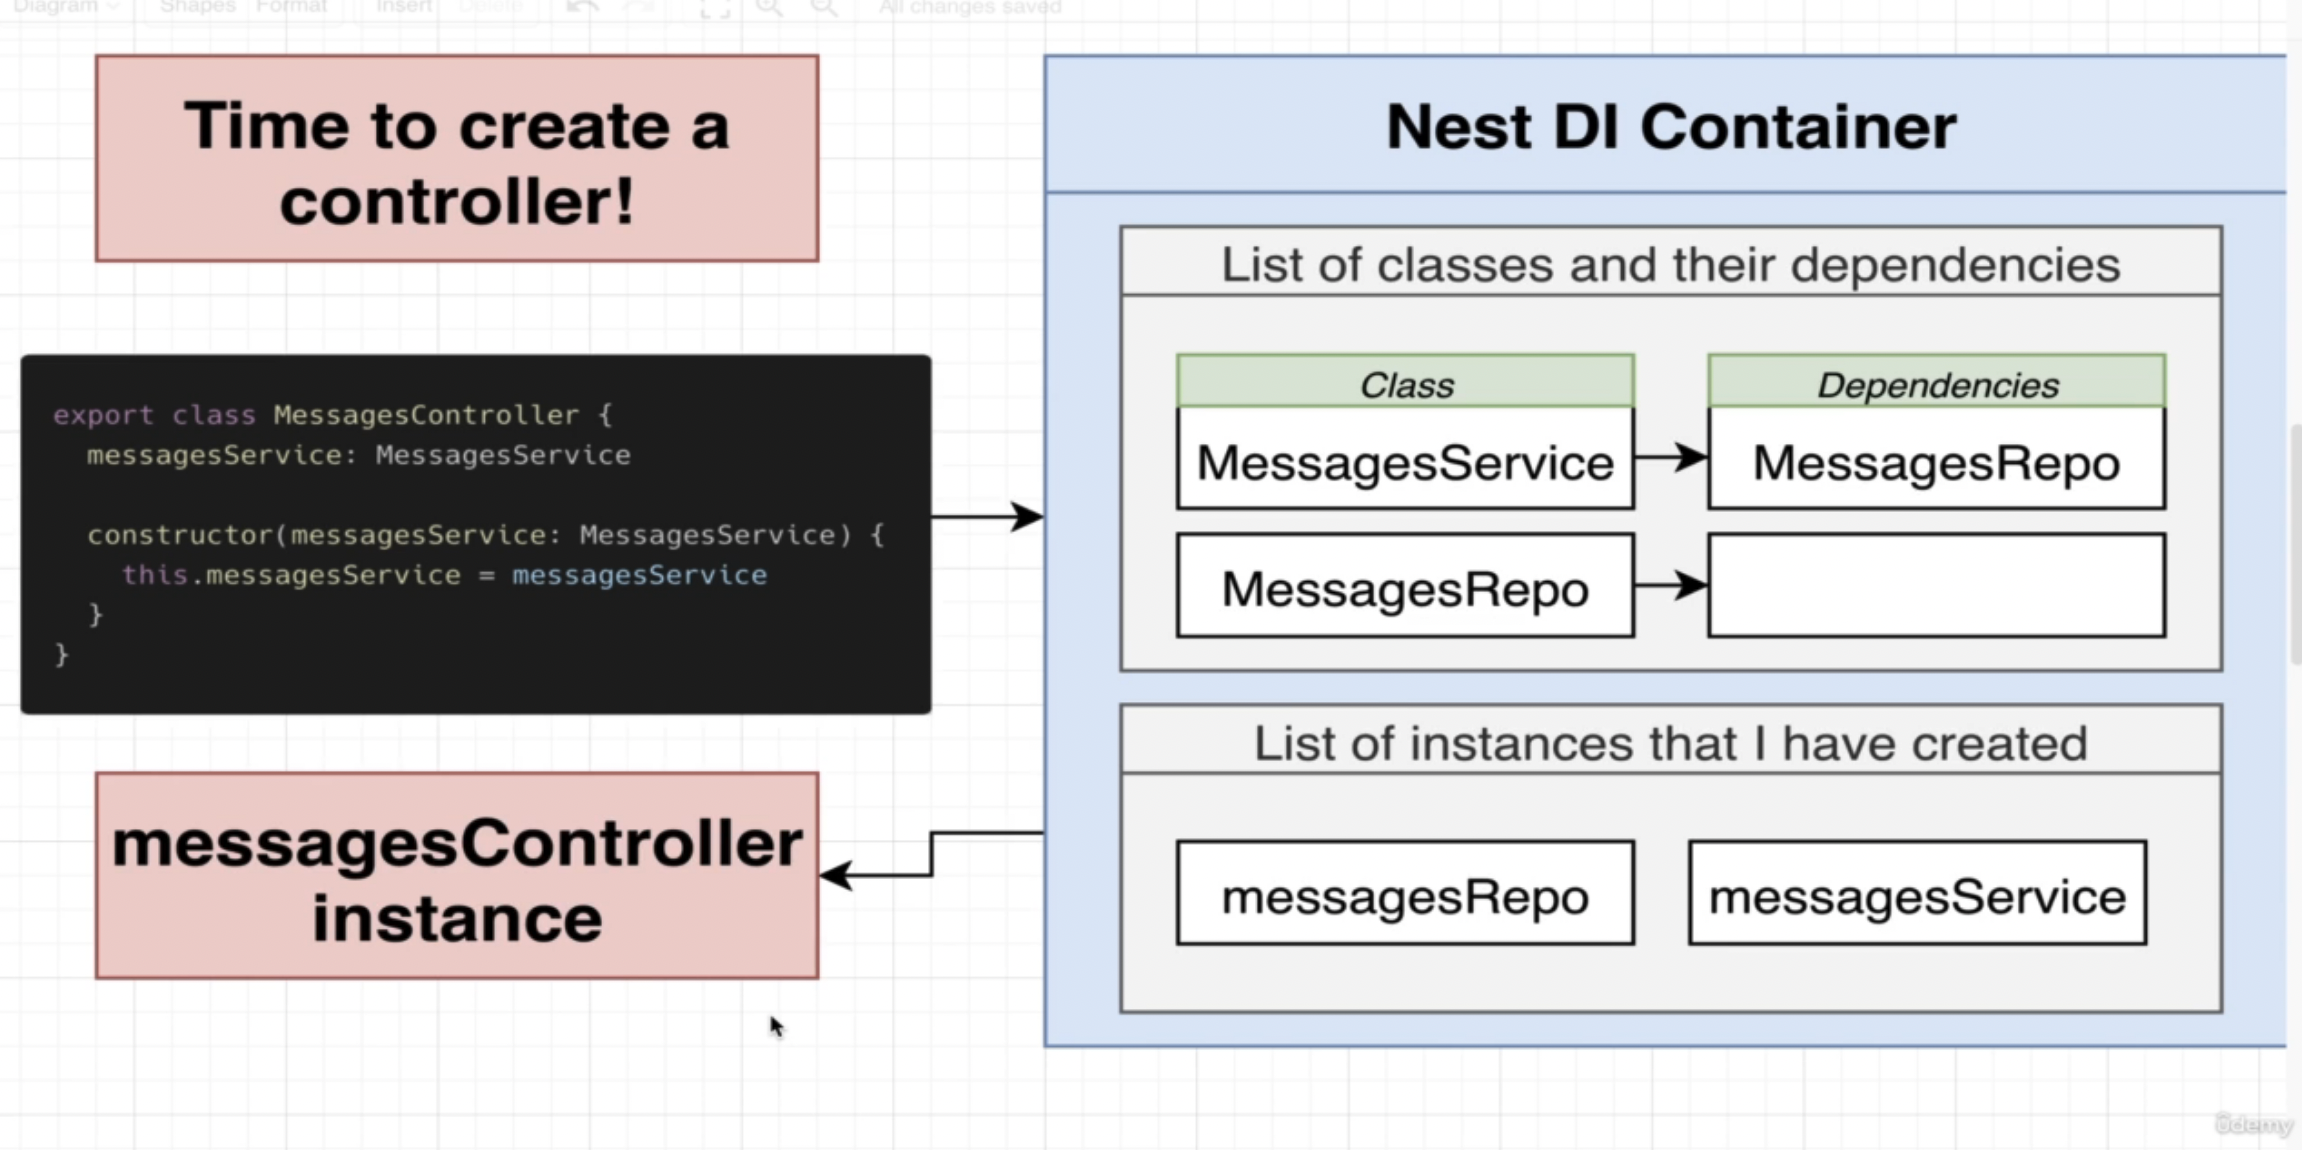 Diagram Shapes Format Insert Delete All changes saved
Time to create a
controller!
export class MessagesController {
messagesService: MessagesService
constructor(messagesService: MessagesService) {
this.messagesService = messagesService
}
}
messagesController
instance
Nest DI Container
List of classes and their dependencies
Class Dependencies
MessagesService MessagesRepo
MessagesRepo
List of instances that I have created
messagesRepo messagesService
ûdemy